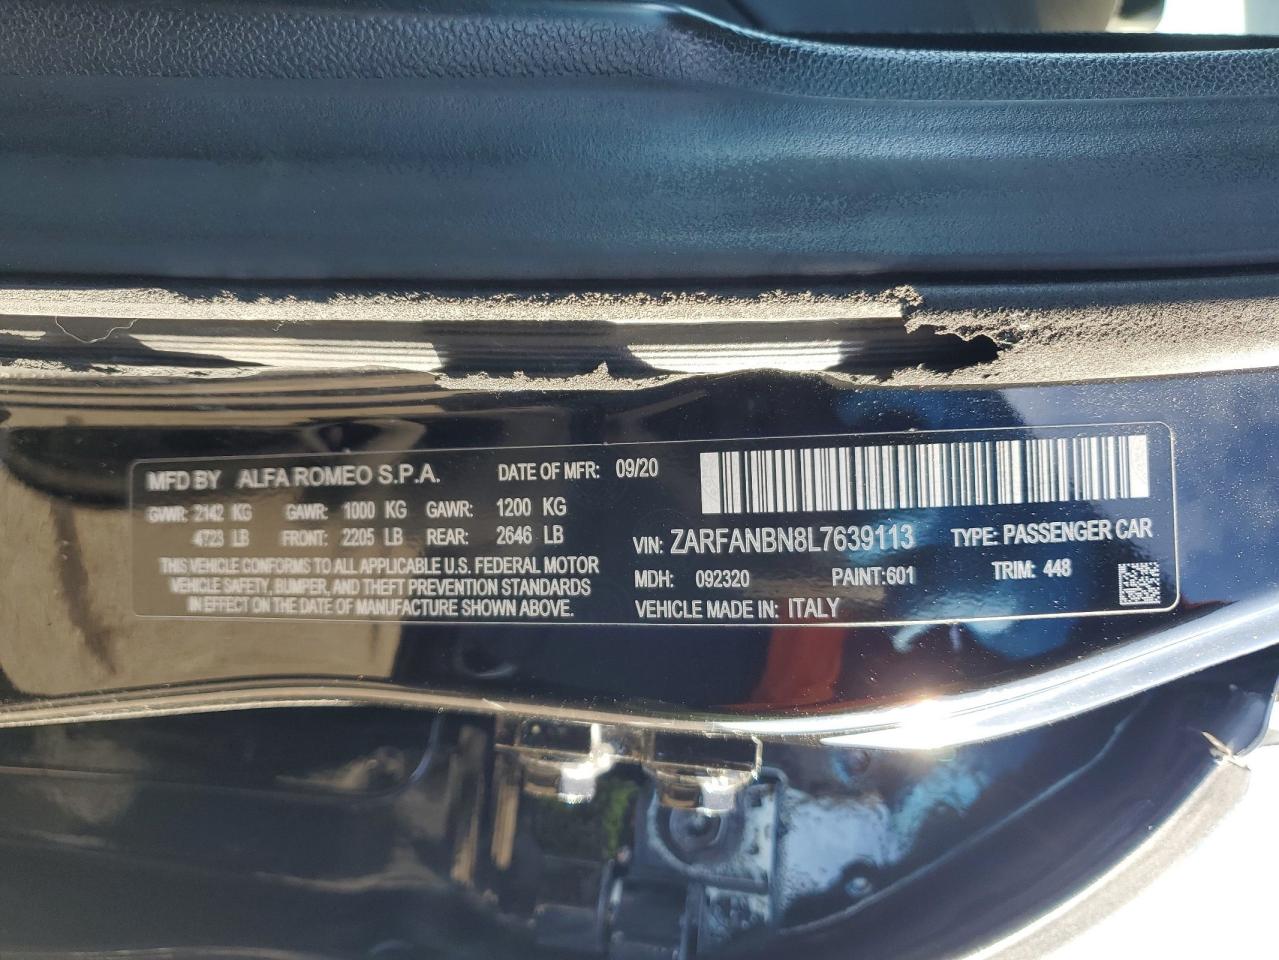 MFD BY ALFA ROMEO S.P.A. DATE OF MFR: 09/20
GVWR: 2142 KG GAWR: 1000 KG GAWR: 1200 KG
4723 LB FRONT: 2205 LB REAR: 2646 LB
THIS VEHICLE CONFORMS TO ALL APPLICABLE U.S. FEDERAL MOTOR
VEHICLE SAFETY, BUMPER, AND THEFT PREVENTION STANDARDS
IN EFFECT ON THE DATE OF MANUFACTURE SHOWN ABOVE.
VIN: ZARFANBN8L7639113 TYPE: PASSENGER CAR
MDH: 092320 PAINT:601 TRIM: 448
VEHICLE MADE IN: ITALY